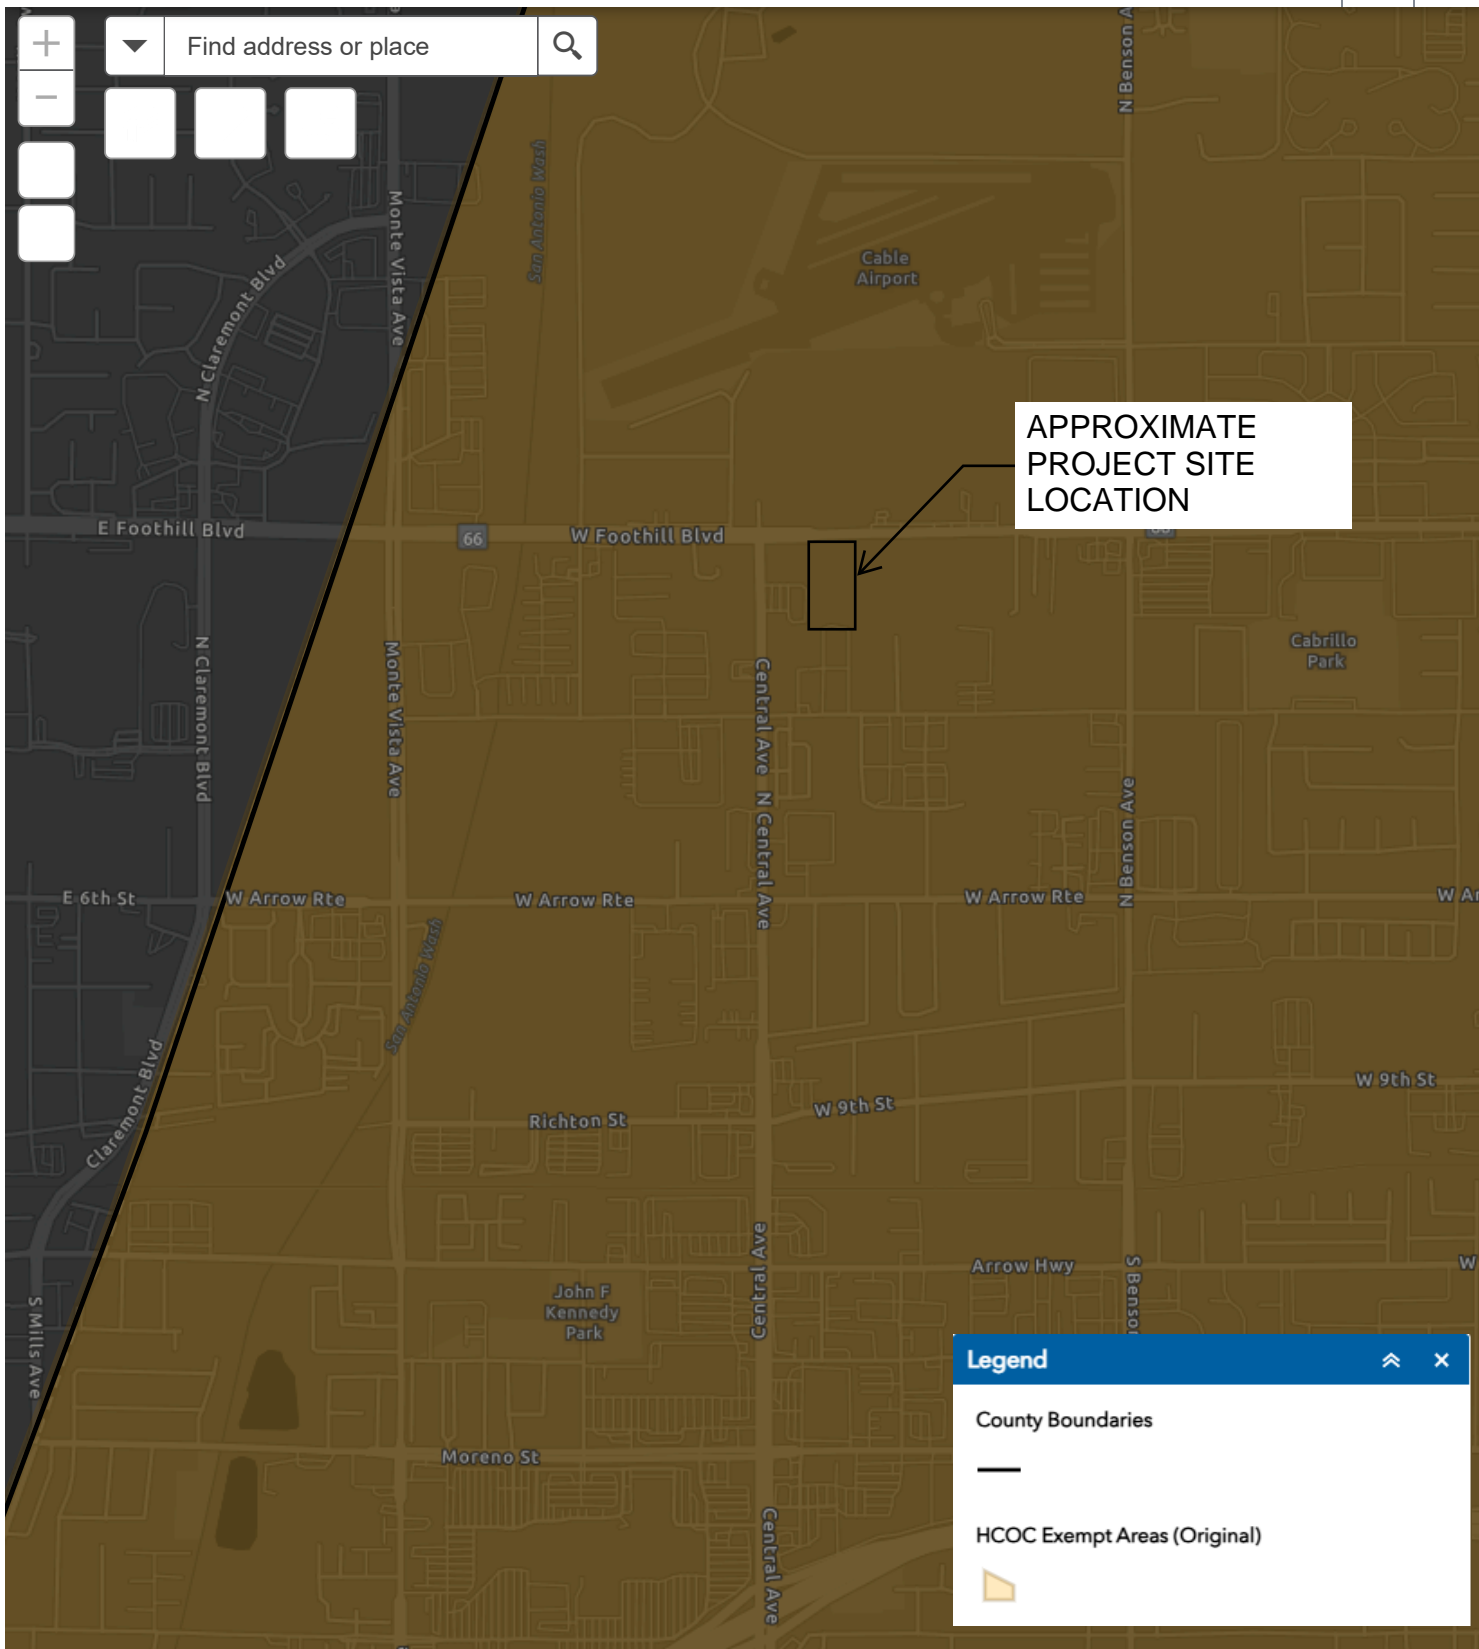 Find address or place
N Benson A
San Antonio Wash
Monte Vista Ave
N Claremont Blvd
Cable
Airport
APPROXIMATE
PROJECT SITE
LOCATION
E Foothill Blvd
66
W Foothill Blvd
66
N Claremont Blvd
Monte Vista Ave
Central Ave
Cabrillo
Park
N Central Ave
N Benson Ave
E 6th St
W Arrow Rte
W Arrow Rte
W Arrow Rte
W Ar
San Antonio Wash
Claremont Blvd
Richton St
W 9th St
W 9th St
Central Ave
Arrow Hwy
S Benson
W
John F
Kennedy
Park
S Mills Ave
Moreno St
Central Ave
Legend
County Boundaries
HCOC Exempt Areas (Original)